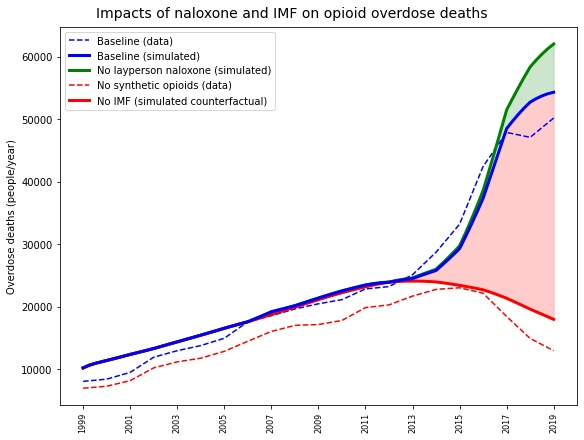 Impacts of naloxone and IMF on opioid overdose deaths
Baseline (data)
Baseline (simulated)
No layperson naloxone (simulated)
No synthetic opioids (data)
No IMF (simulated counterfactual)
Overdose deaths (people/year)
60000
50000
40000
30000
20000
10000
1999
2001
2003
2005
2007
2009
2011
2013
2015
2017
2019